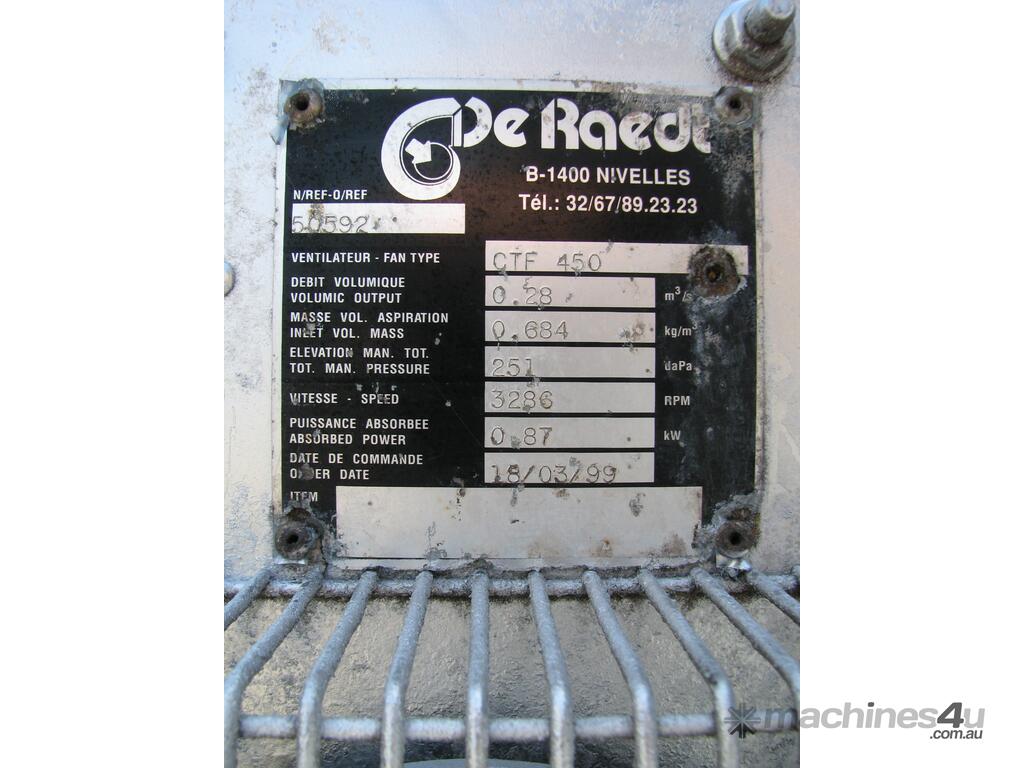 De Raedt
B-1400 NIVELLES
Tél.: 32/67/89.23.23
N/REF-O/REF
50592
VENTILATEUR - FAN TYPE CTF 450
DEBIT VOLUMIQUE
VOLUMIC OUTPUT 0.28 m³/s
MASSE VOL. ASPIRATION
INLET VOL. MASS 0.684 kg/m³
ELEVATION MAN. TOT.
TOT. MAN. PRESSURE 251 daPa
VITESSE - SPEED 3286 RPM
PUISSANCE ABSORBEE
ABSORBED POWER 0.87 kW
DATE DE COMMANDE
ORDER DATE 18/03/99
ITEM
machines4u
.com.au